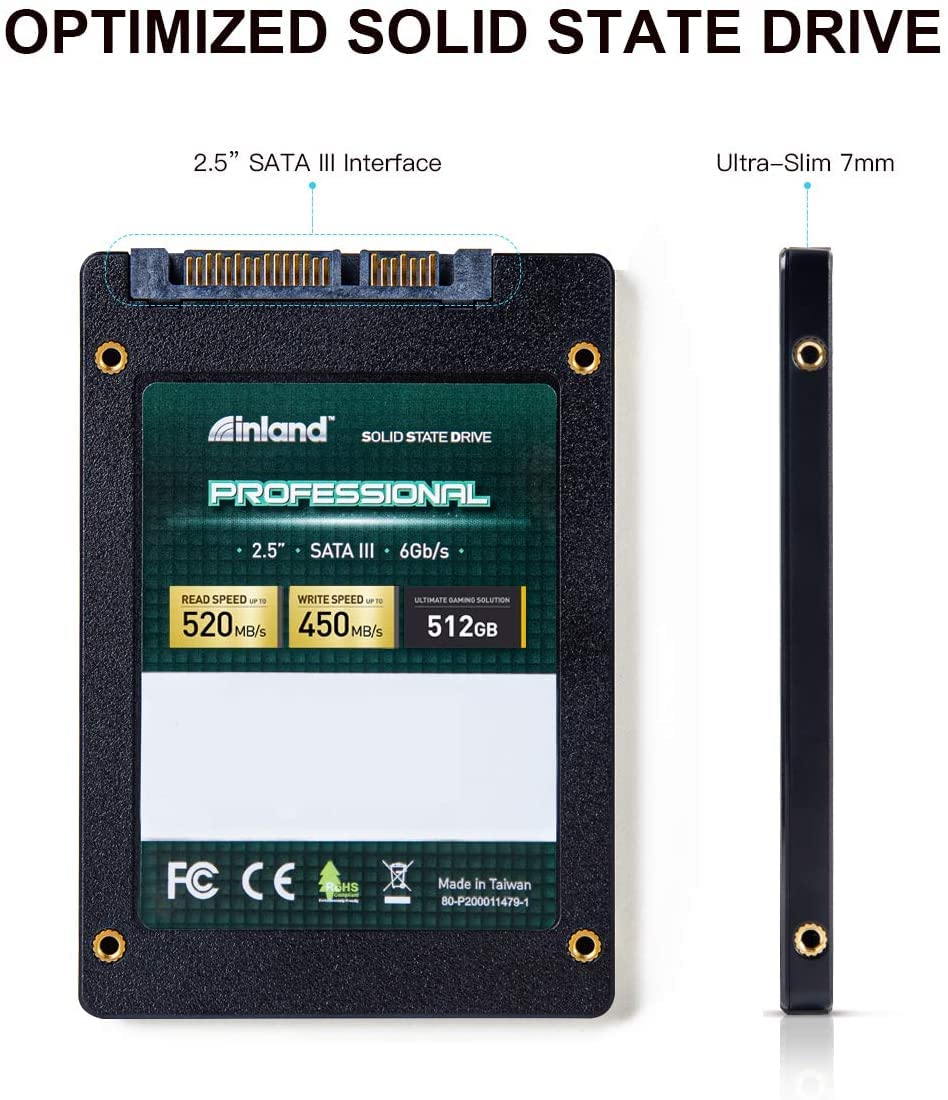 OPTIMIZED SOLID STATE DRIVE
2.5” SATA III Interface
Ultra-Slim 7mm
inland™ SOLID STATE DRIVE
PROFESSIONAL
· 2.5” · SATA III · 6Gb/s ·
READ SPEED UP TO
520MB/s
WRITE SPEED UP TO
450MB/s
ULTIMATE GAMING SOLUTION
512GB
FC CE RoHS
Compliant
Made in Taiwan
80-P200011479-1